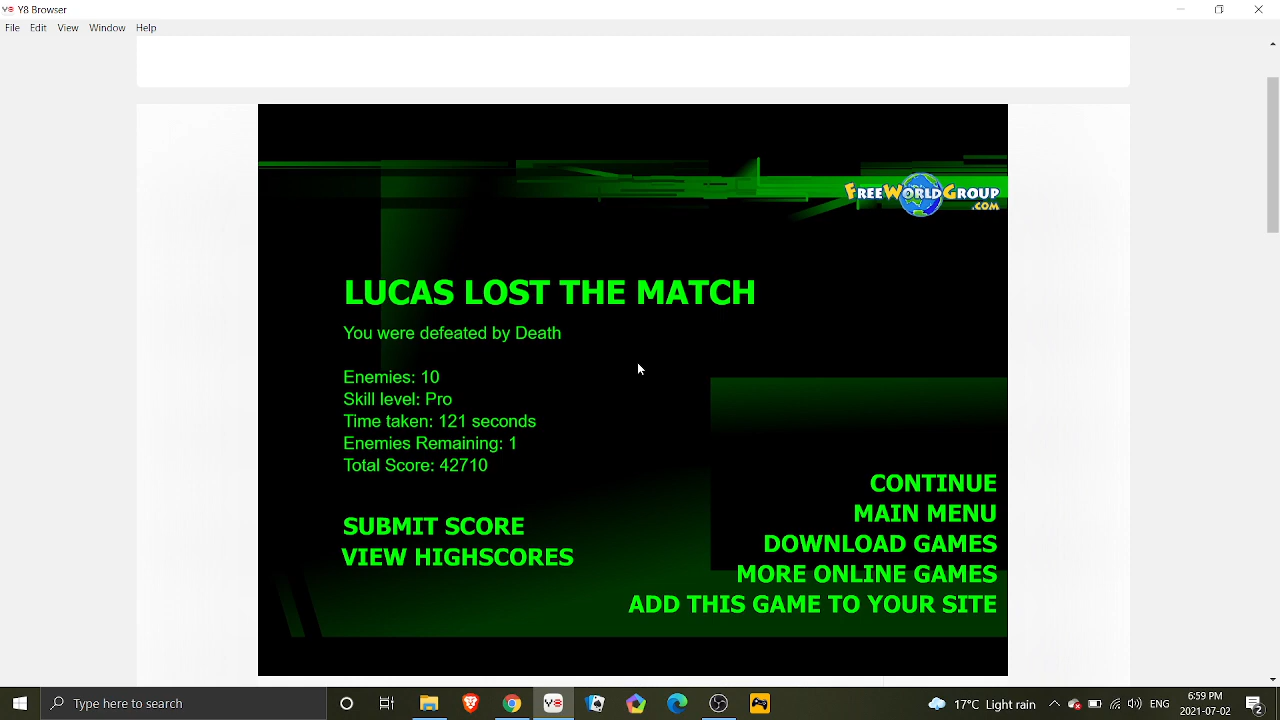 Y8 Y8 Browser
File Edit View Window Help
FREEWORLDGROUP
.COM
LUCAS LOST THE MATCH
You were defeated by Death
Enemies: 10
Skill level: Pro
Time taken: 121 seconds
Enemies Remaining: 1
Total Score: 42710
SUBMIT SCORE
VIEW HIGHSCORES
CONTINUE
MAIN MENU
DOWNLOAD GAMES
MORE ONLINE GAMES
ADD THIS GAME TO YOUR SITE
Type here to search
Y8
Rain now
6:59 PM
2021-07-02